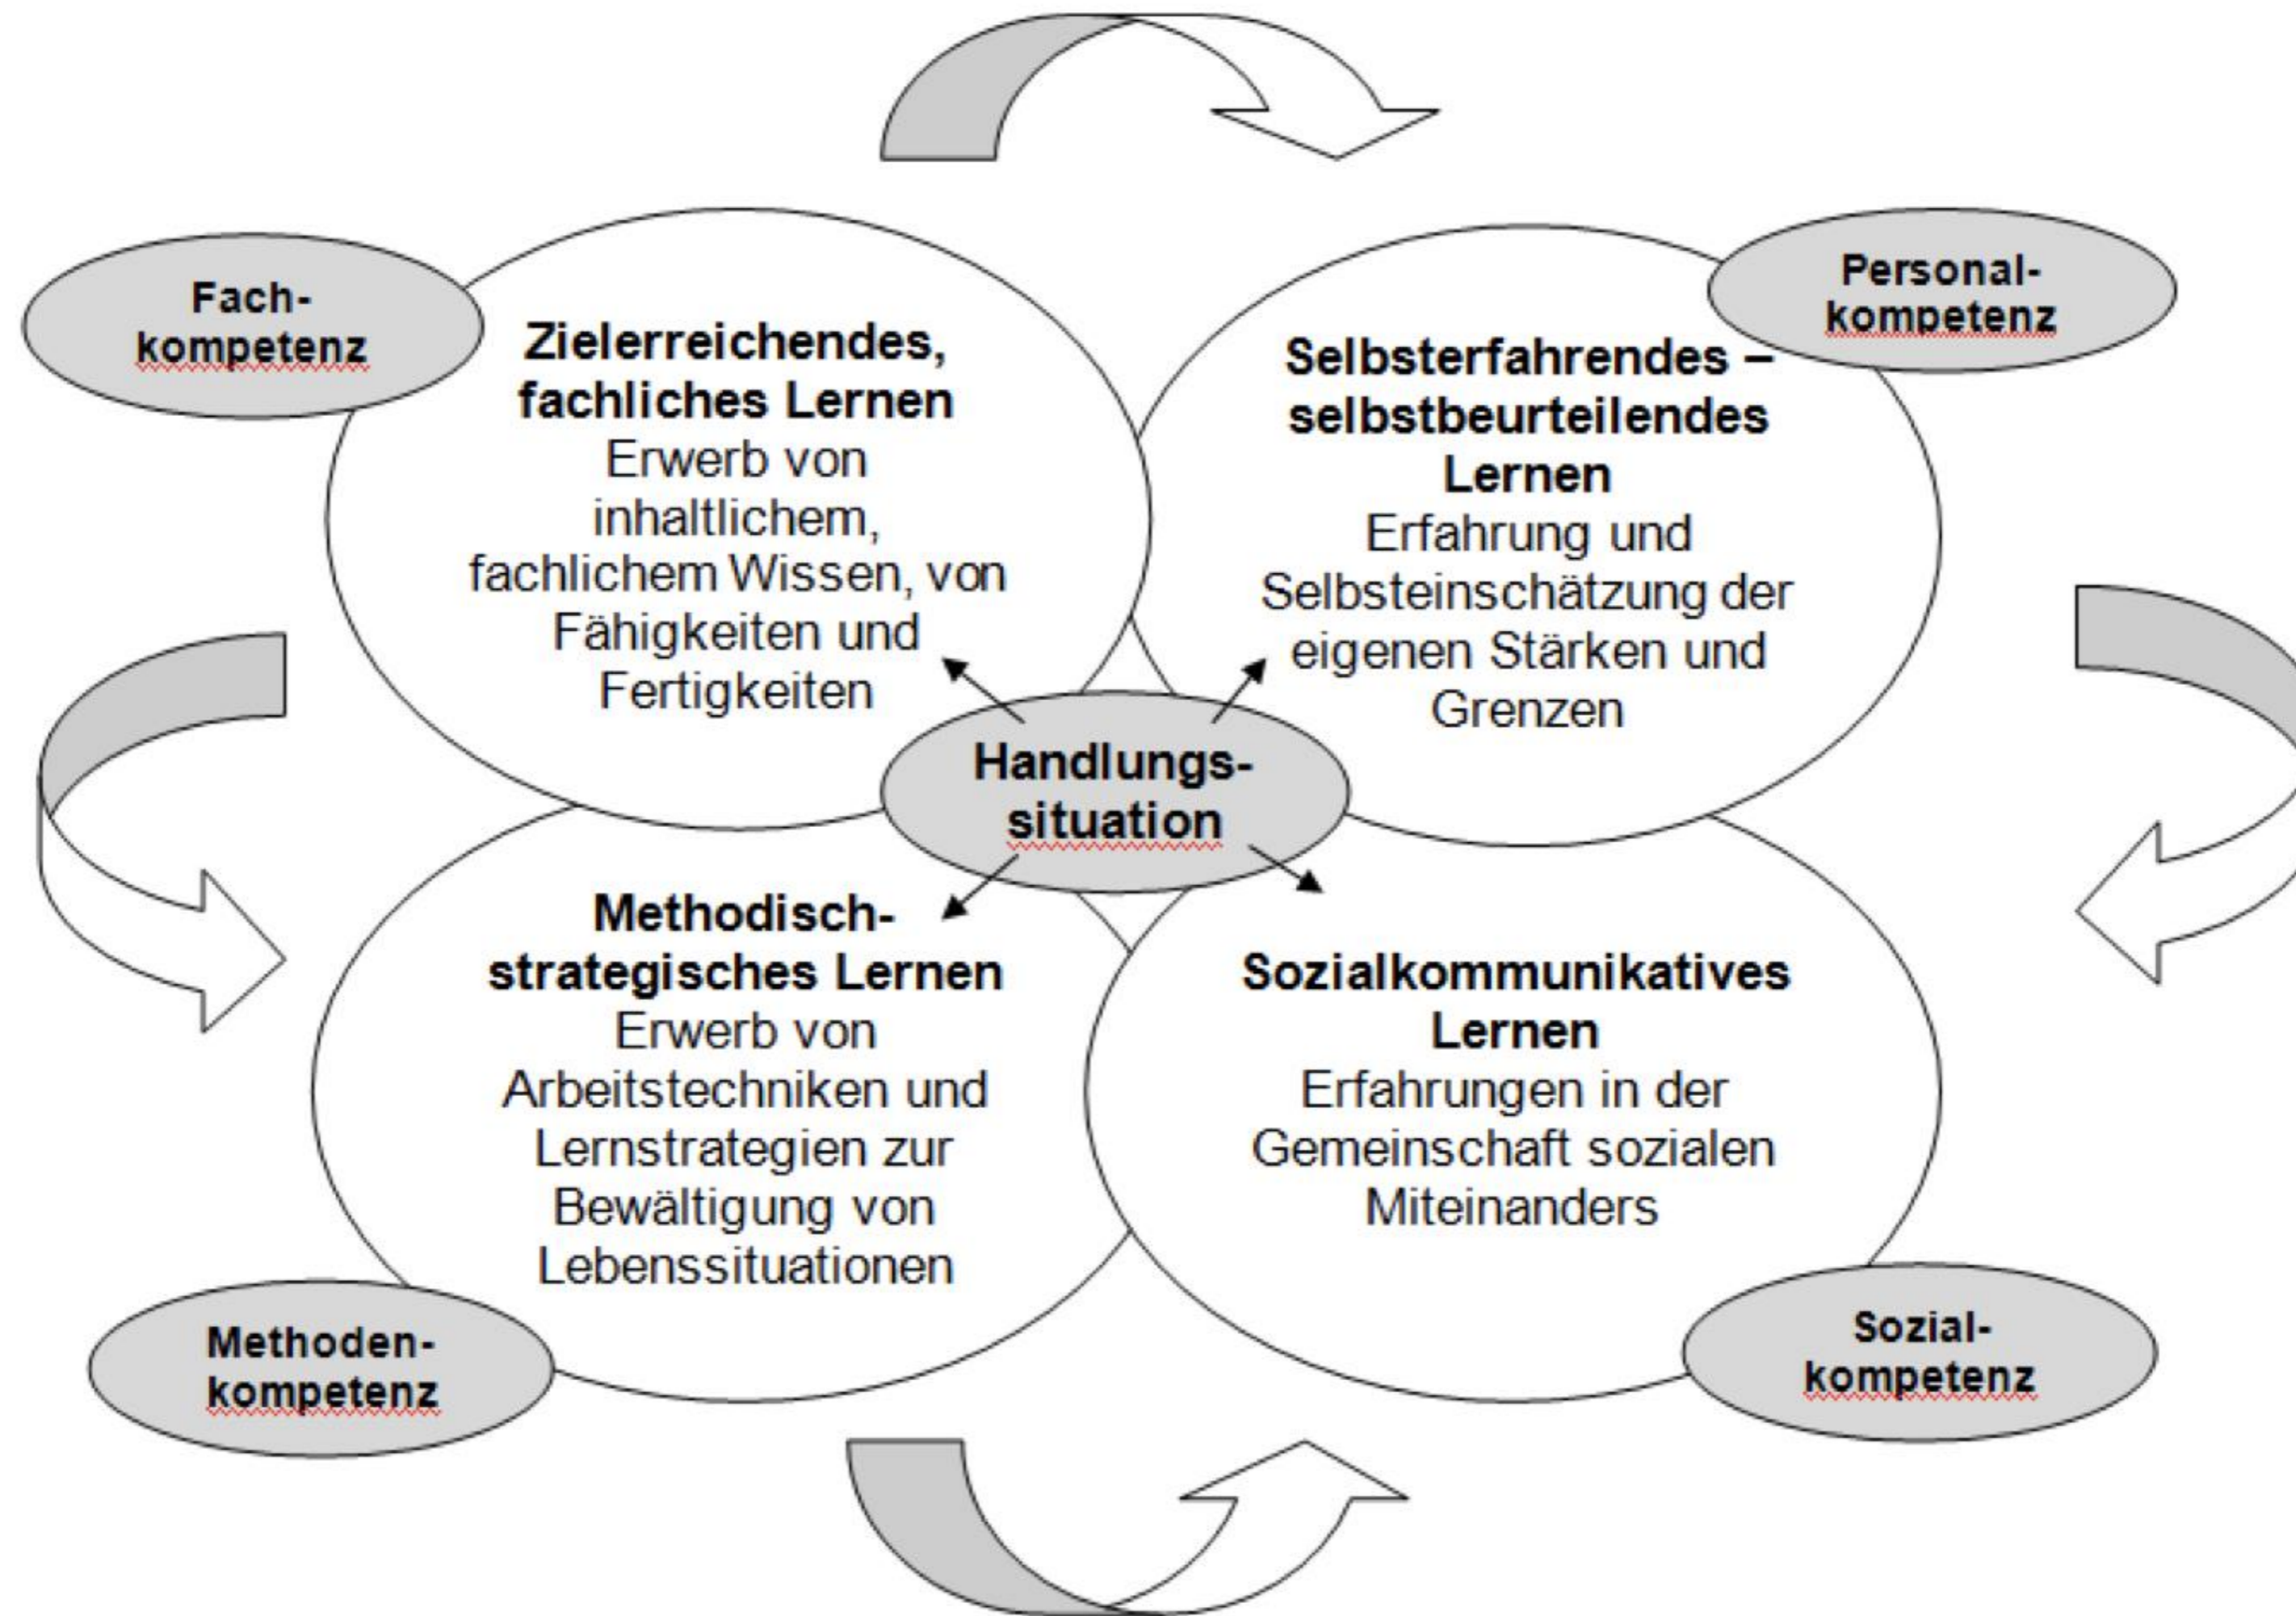 Fach-
kompetenz
Zielerreichendes,
fachliches Lernen
Erwerb von
inhaltlichem,
fachlichem Wissen, von
Fähigkeiten und
Fertigkeiten
Personal-
kompetenz
Selbsterfahrendes –
selbstbeurteilendes
Lernen
Erfahrung und
Selbsteinschätzung der
eigenen Stärken und
Grenzen
Handlungs-
situation
Methodisch-
strategisches Lernen
Erwerb von
Arbeitstechniken und
Lernstrategien zur
Bewältigung von
Lebenssituationen
Methoden-
kompetenz
Sozialkommunikatives
Lernen
Erfahrungen in der
Gemeinschaft sozialen
Miteinanders
Sozial-
kompetenz